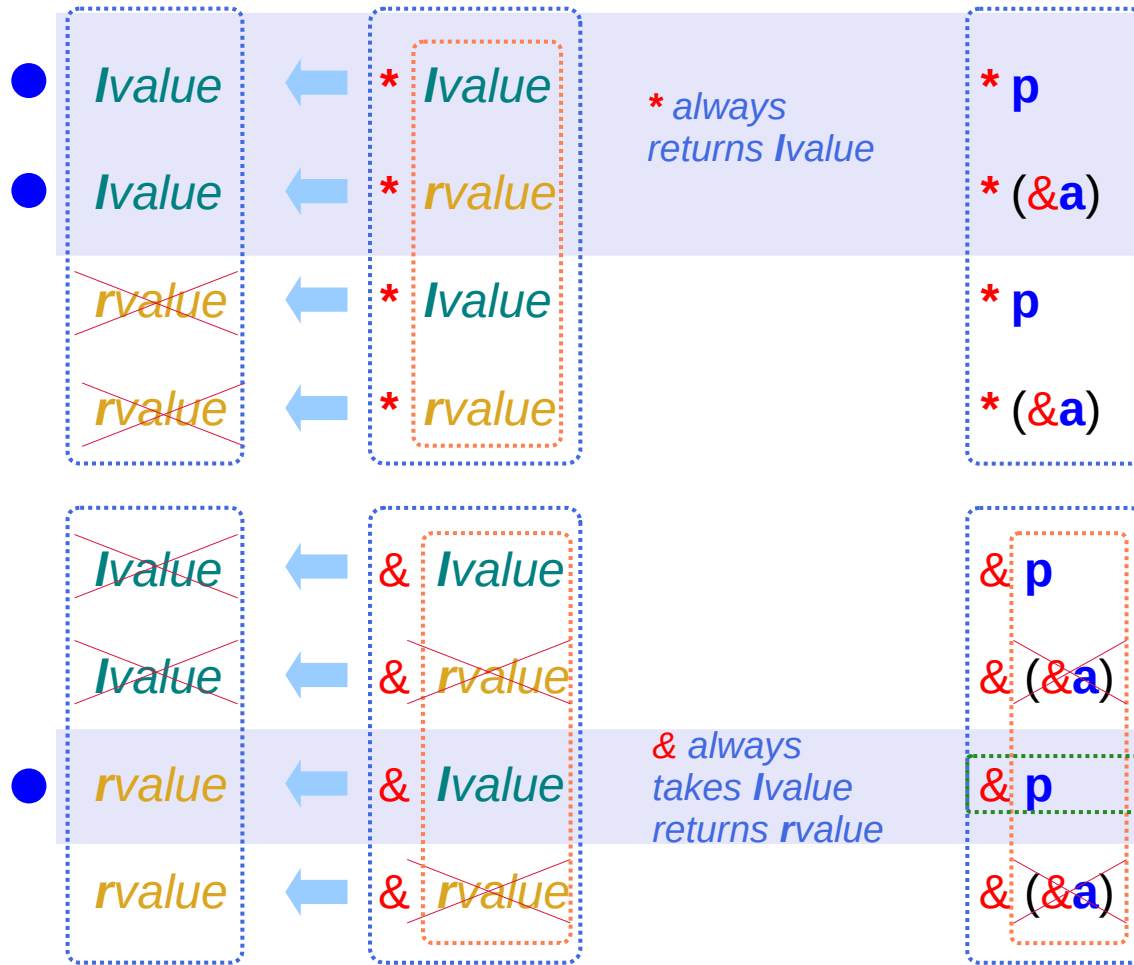 lvalue * lvalue * p
* always
returns lvalue
lvalue * rvalue * (&a)
rvalue * lvalue * p
rvalue * rvalue * (&a)
lvalue & lvalue & p
lvalue & rvalue & (&a)
& always
takes lvalue
returns rvalue
rvalue & lvalue & p
rvalue & rvalue & (&a)